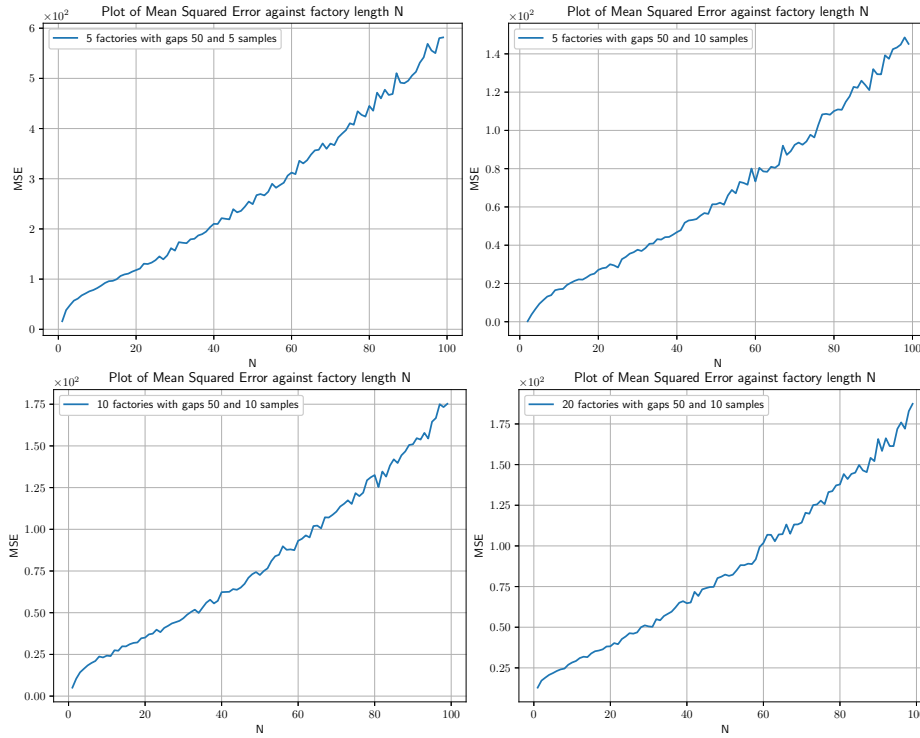 Plot of Mean Squared Error against factory length N
×10²
5 factories with gaps 50 and 5 samples
6
5
4
3
2
1
0
MSE
0 20 40 60 80 100
N
Plot of Mean Squared Error against factory length N
×10²
5 factories with gaps 50 and 10 samples
1.4
1.2
1.0
0.8
0.6
0.4
0.2
0.0
MSE
0 20 40 60 80 100
N
Plot of Mean Squared Error against factory length N
×10²
10 factories with gaps 50 and 10 samples
1.75
1.50
1.25
1.00
0.75
0.50
0.25
0.00
MSE
0 20 40 60 80 100
N
Plot of Mean Squared Error against factory length N
×10²
20 factories with gaps 50 and 10 samples
1.75
1.50
1.25
1.00
0.75
0.50
0.25
MSE
0 20 40 60 80 100
N